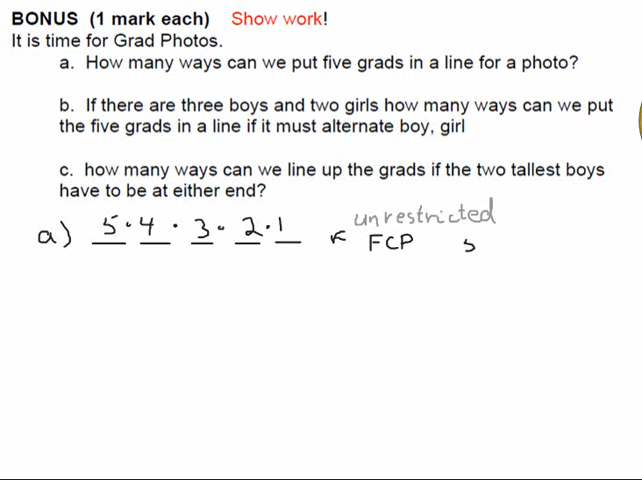 BONUS (1 mark each) Show work!
It is time for Grad Photos.
a. How many ways can we put five grads in a line for a photo?
b. If there are three boys and two girls how many ways can we put
the five grads in a line if it must alternate boy, girl
c. how many ways can we line up the grads if the two tallest boys
have to be at either end?
unrestricted
a) 5 · 4 · 3 · 2 · 1 FCP